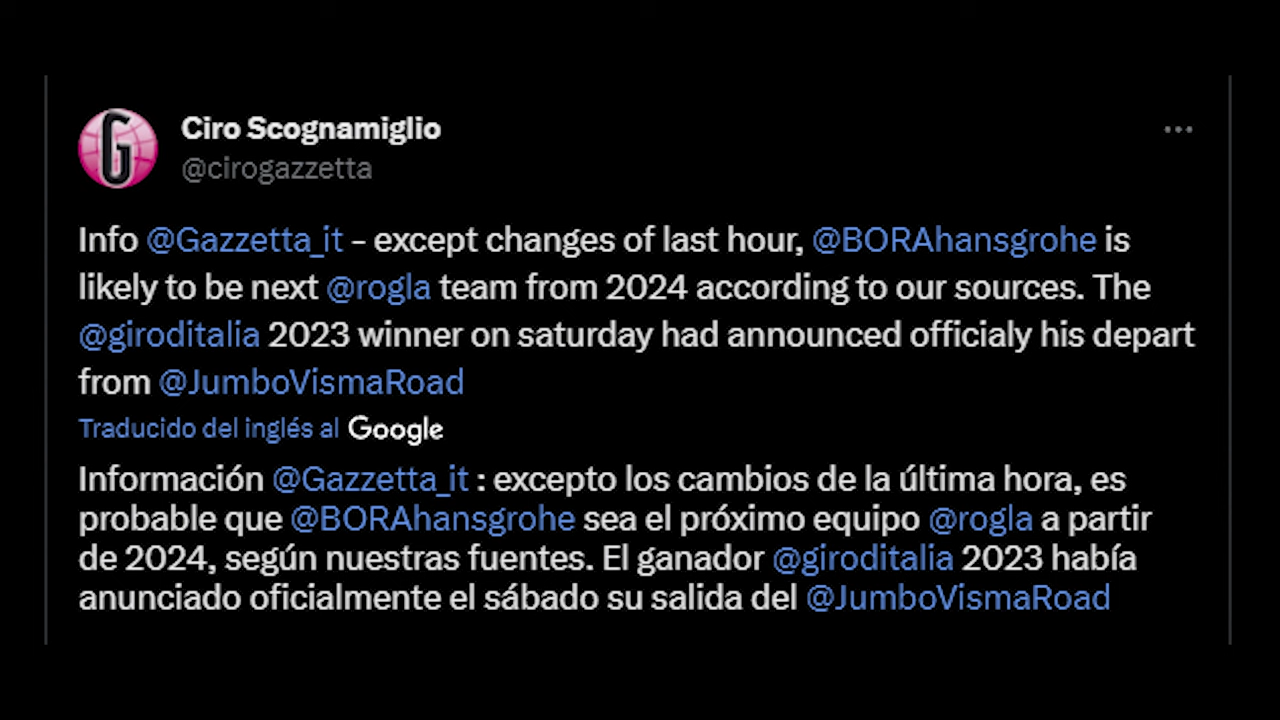 G
Ciro Scognamiglio
@cirogazzetta
Info @Gazzetta_it - except changes of last hour, @BORAhansgrohe is
likely to be next @rogla team from 2024 according to our sources. The
@giroditalia 2023 winner on saturday had announced officialy his depart
from @JumboVismaRoad
Traducido del inglés al Google
Información @Gazzetta_it : excepto los cambios de la última hora, es
probable que @BORAhansgrohe sea el próximo equipo @rogla a partir
de 2024, según nuestras fuentes. El ganador @giroditalia 2023 había
anunciado oficialmente el sábado su salida del @JumboVismaRoad